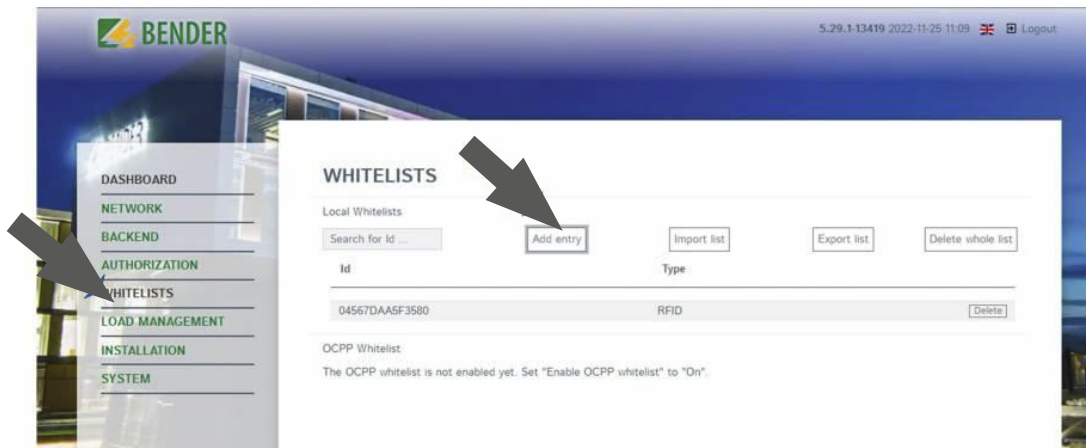 BENDER
5.29.1-13419 2022-11-25 11:09 Logout
DASHBOARD
NETWORK
BACKEND
AUTHORIZATION
WHITELISTS
LOAD MANAGEMENT
INSTALLATION
SYSTEM
WHITELISTS
Local Whitelists
Search for Id ... Add entry Import list Export list Delete whole list
Id Type
04567DAA5F3580 RFID Delete
OCPP Whitelist
The OCPP whitelist is not enabled yet. Set "Enable OCPP whitelist" to "On".